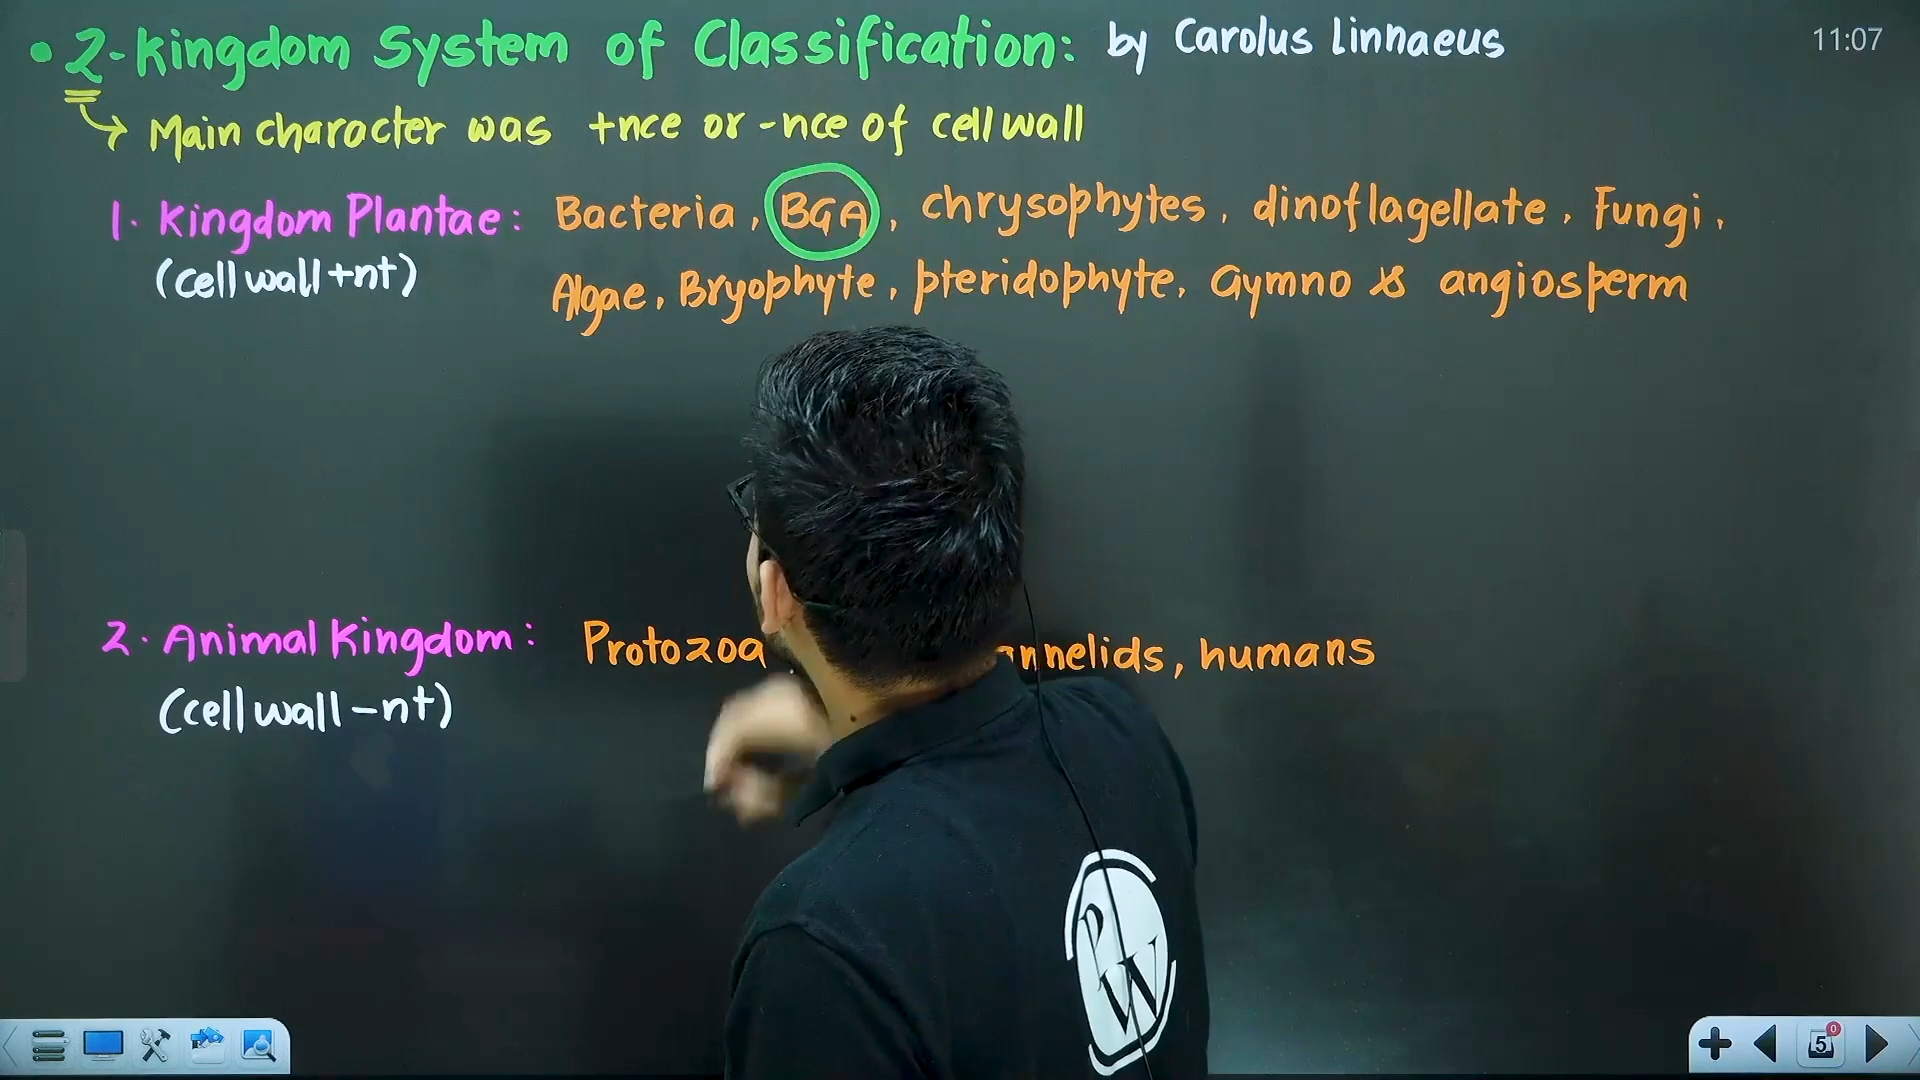 • 2-Kingdom System of Classification: by Carolus Linnaeus
11:07
Main character was +nce or -nce of cell wall
1. Kingdom Plantae: Bacteria, BGA, chrysophytes, dinoflagellate, Fungi,
(cell wall +nt) Algae, Bryophyte, pteridophyte, Gymno & angiosperm
2. Animal Kingdom: Protozoa annelids, humans
(cell wall -nt)
PW
5
0